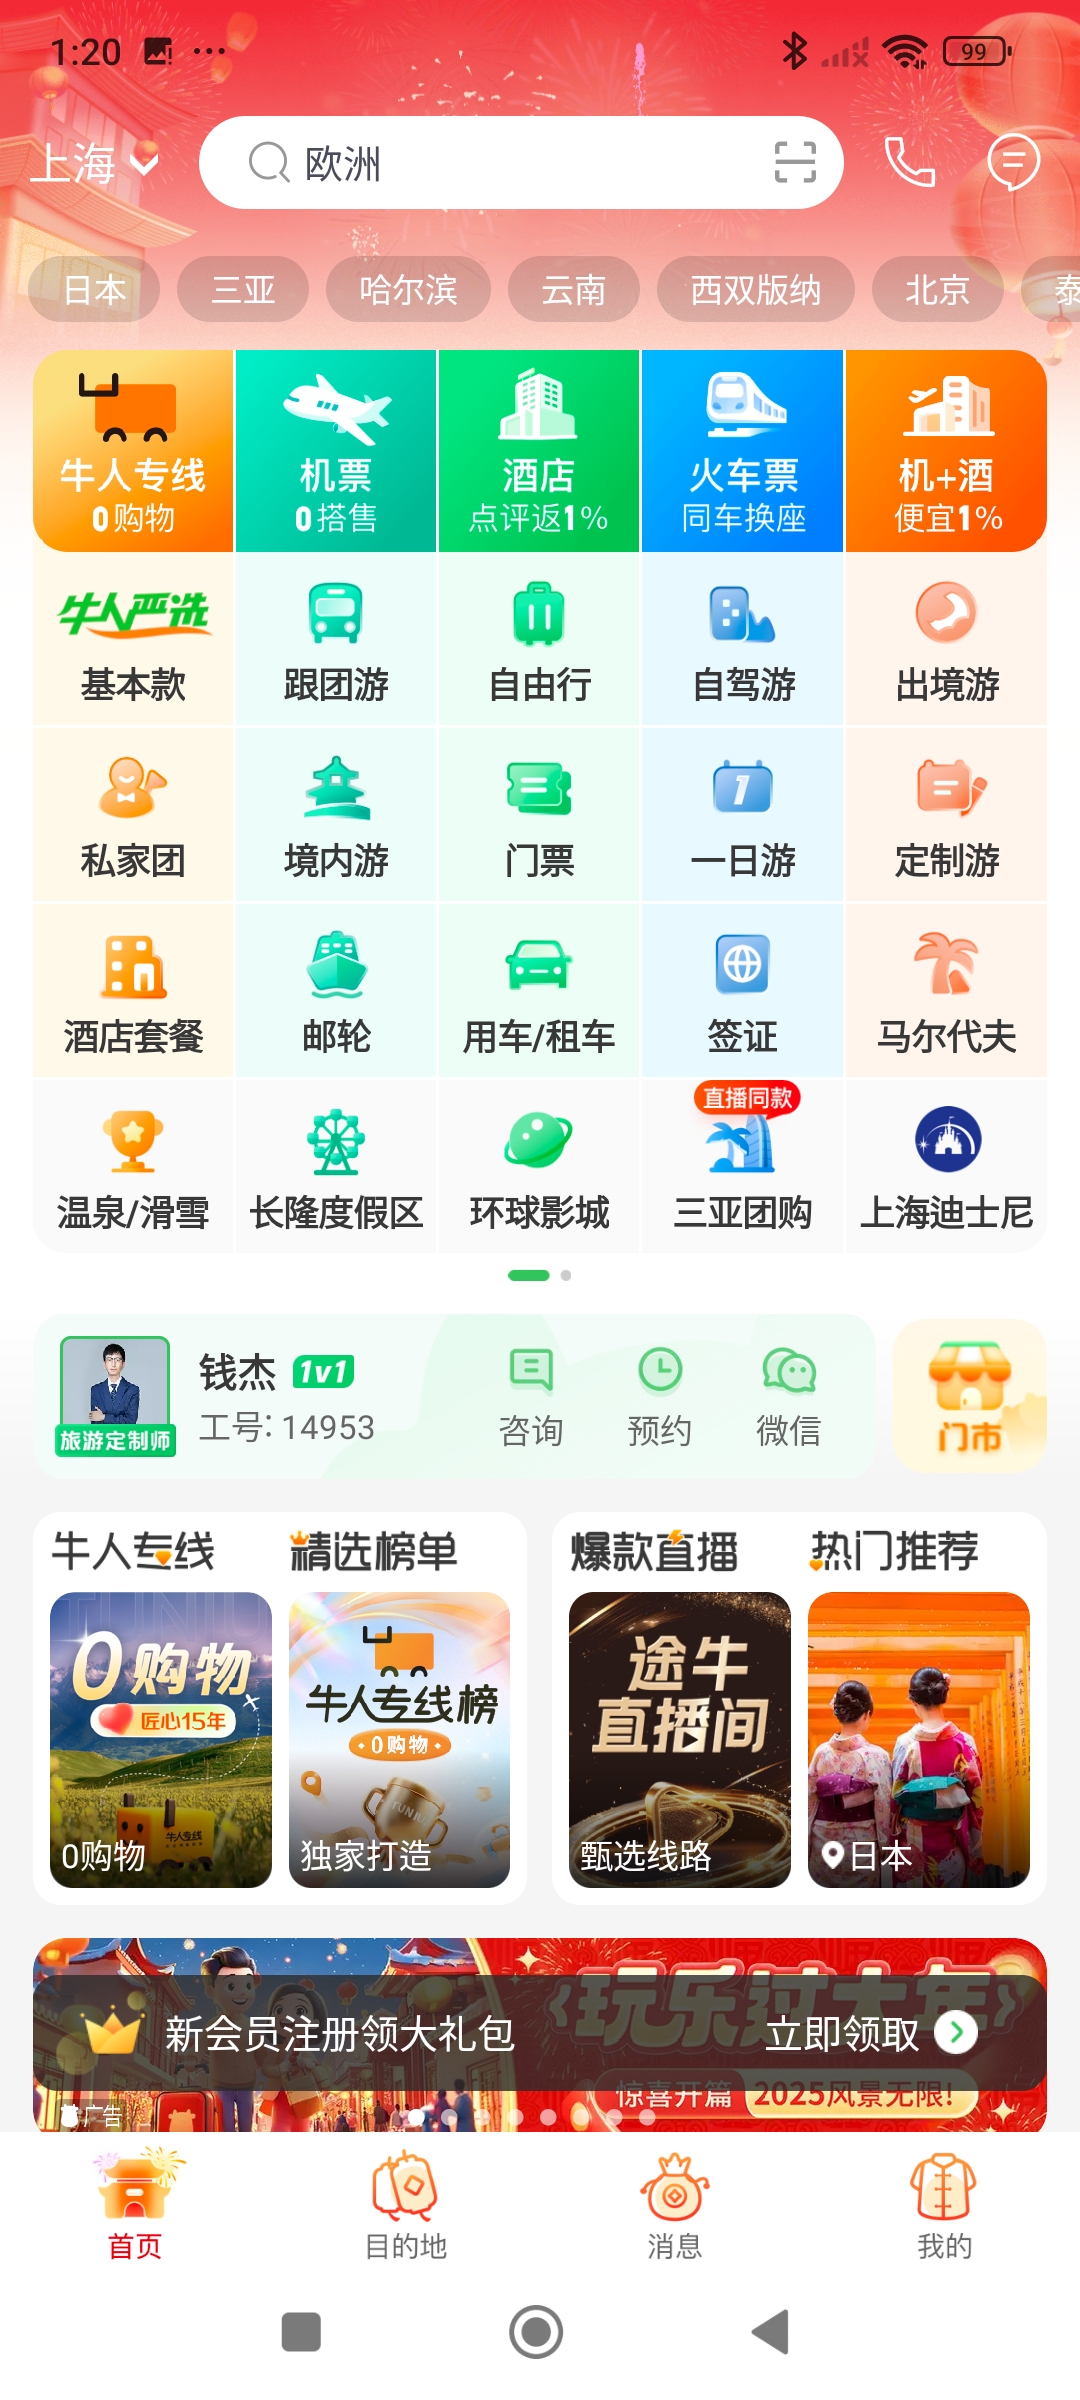 1:20
99
上海
欧洲
日本
三亚
哈尔滨
云南
西双版纳
北京
泰
牛人专线
0购物
机票
0搭售
酒店
点评返1%
火车票
同车换座
机+酒
便宜1%
牛人严选
基本款
跟团游
自由行
自驾游
出境游
私家团
境内游
门票
1
一日游
定制游
酒店套餐
邮轮
用车/租车
签证
马尔代夫
直播同款
温泉/滑雪
长隆度假区
环球影城
三亚团购
上海迪士尼
旅游定制师
钱杰 1v1
工号: 14953
咨询
预约
微信
门市
牛人专线
精选榜单
爆款直播
热门推荐
TUNIU
0购物
匠心15年
牛人专线
0购物
牛人专线榜
0购物
TUNIU
独家打造
途牛
直播间
甄选线路
日本
玩乐过大年
新会员注册领大礼包
立即领取
惊喜开篇 2025风景无限!
广告
首页
目的地
消息
我的